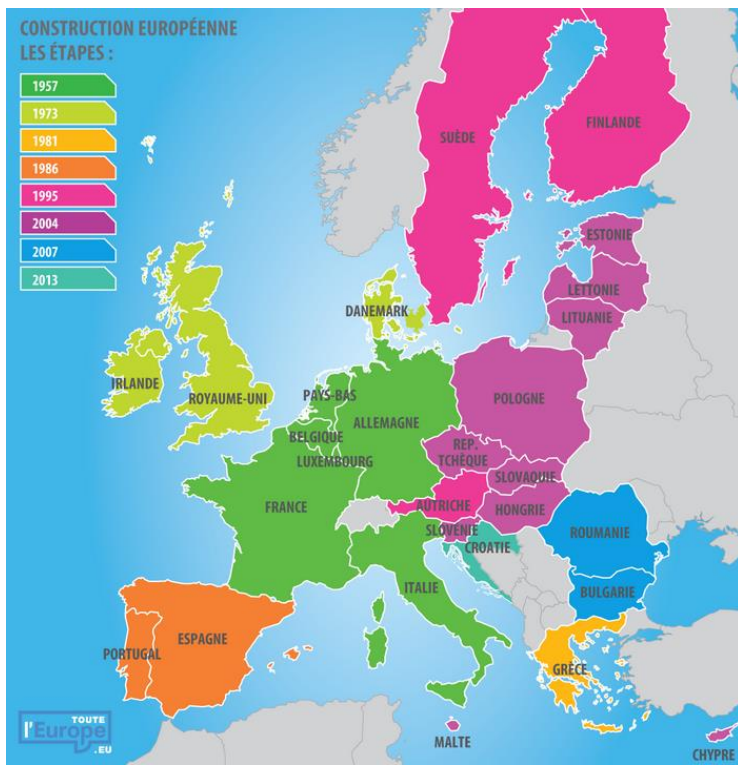 CONSTRUCTION EUROPÉENNE
LES ÉTAPES :
1957
1973
1981
1986
1995
2004
2007
2013
SUÈDE
FINLANDE
ESTONIE
LETTONIE
LITUANIE
DANEMARK
IRLANDE
ROYAUME-UNI
PAYS-BAS
ALLEMAGNE
POLOGNE
BELGIQUE
LUXEMBOURG
REP.
TCHÈQUE
SLOVAQUIE
FRANCE
AUTRICHE
HONGRIE
SLOVÉNIE
CROATIE
ROUMANIE
ITALIE
BULGARIE
PORTUGAL
ESPAGNE
GRÈCE
MALTE
CHYPRE
TOUTE
l'Europe
.EU